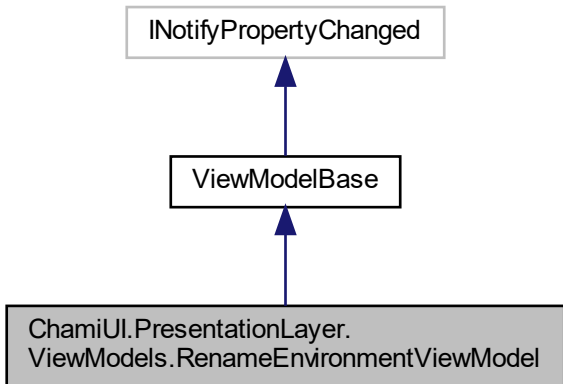 INotifyPropertyChanged
ViewModelBase
ChamiUI.PresentationLayer.
ViewModels.RenameEnvironmentViewModel